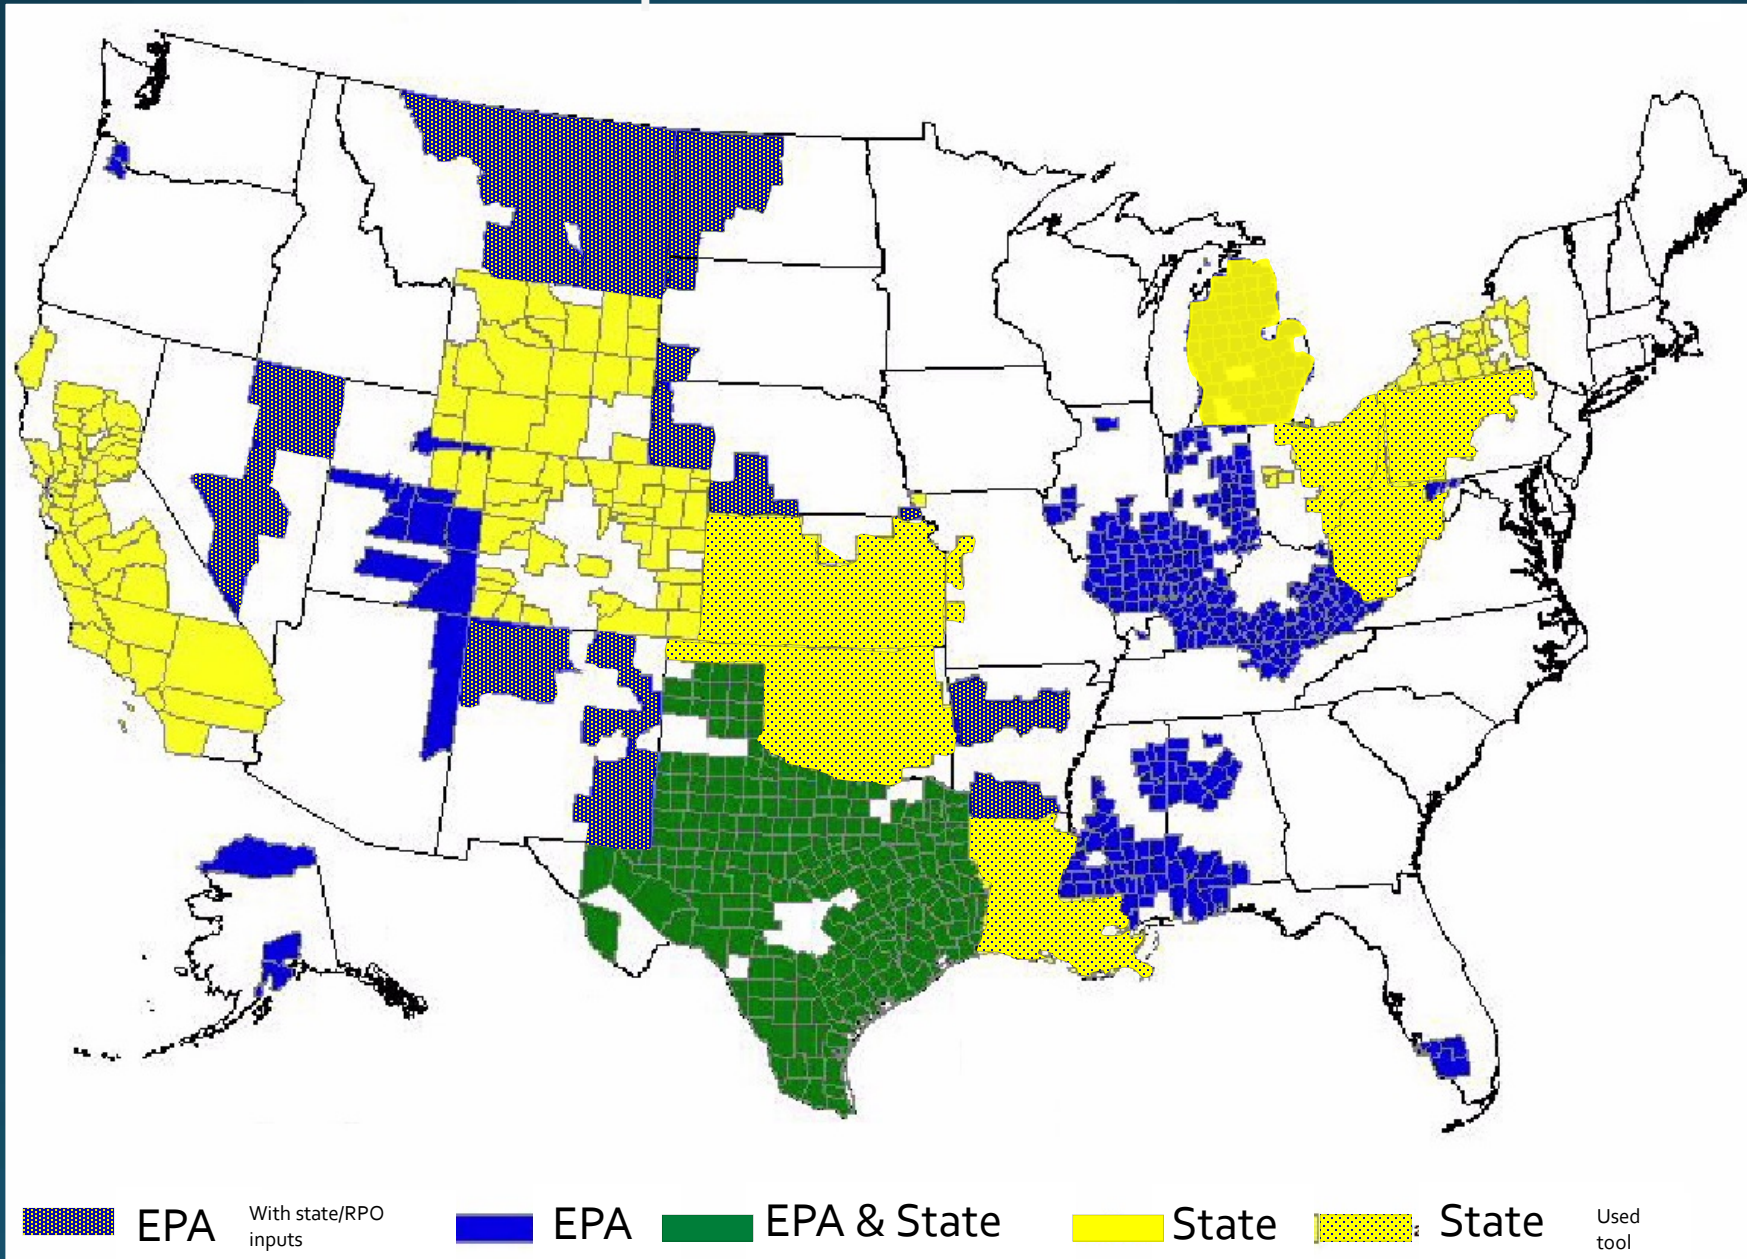 EPA
With state/RPO
inputs
EPA
EPA & State
State
State
Used
tool